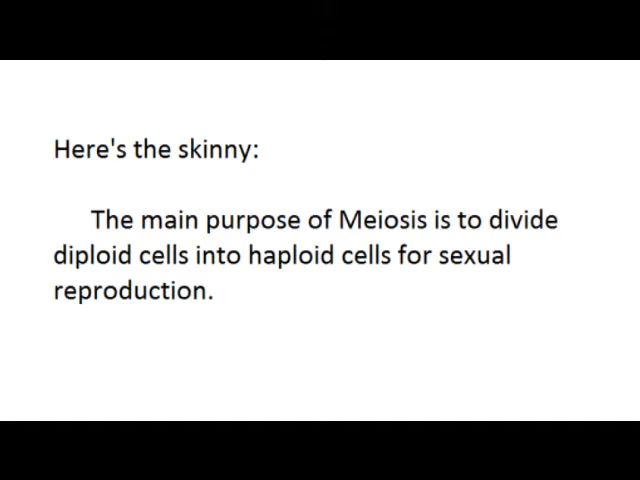 Here's the skinny:
The main purpose of Meiosis is to divide
diploid cells into haploid cells for sexual
reproduction.